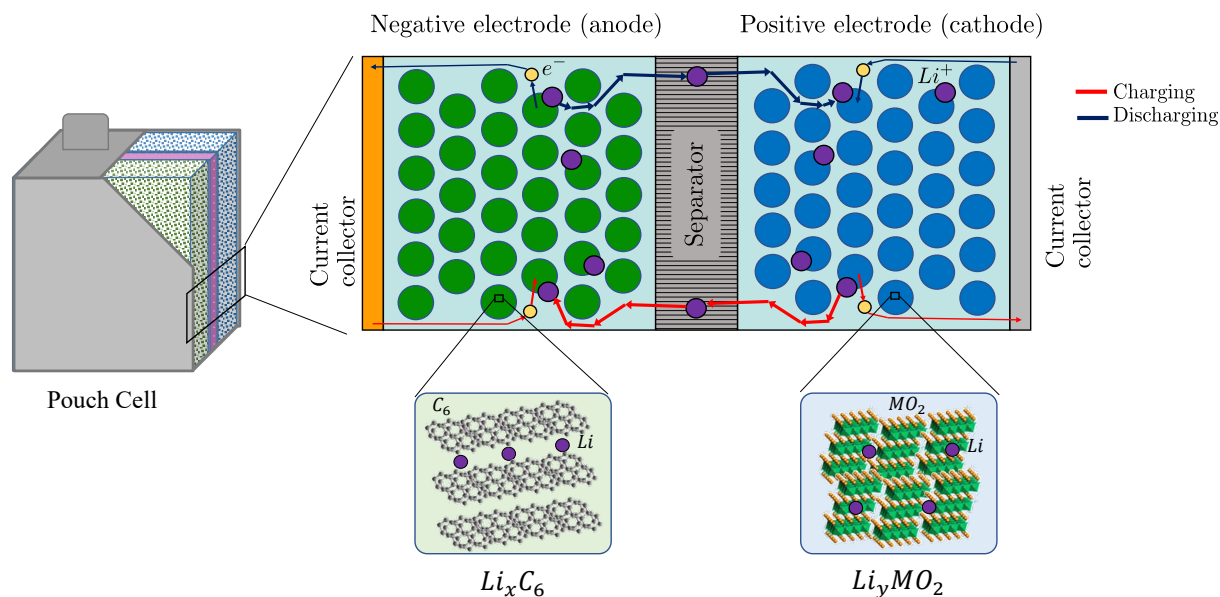 Negative electrode (anode)
Positive electrode (cathode)
e⁻
Li⁺
Charging
Discharging
Current
collector
Separator
Current
collector
Pouch Cell
C₆
Li
MO₂
Li
LiₓC₆
Li_yMO₂